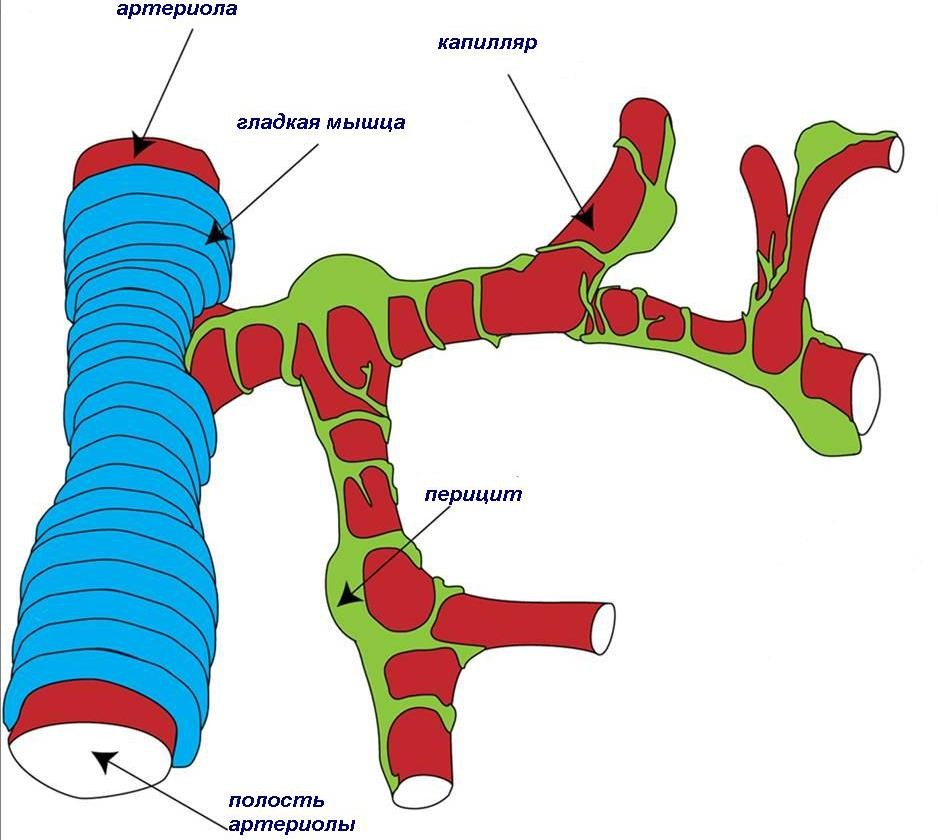 артериола
капилляр
гладкая мышца
перицит
полость
артериолы